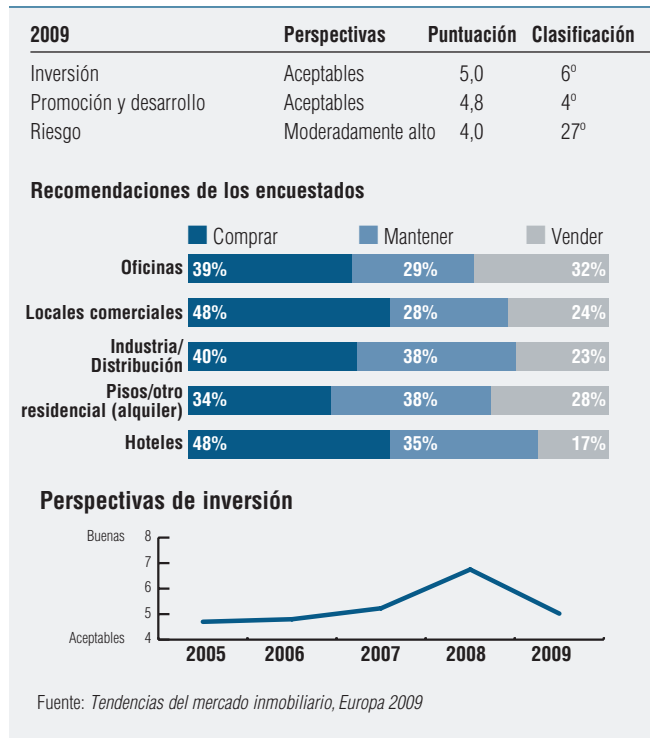 2009 Perspectivas Puntuación Clasificación
Inversión Aceptables 5,0 6º
Promoción y desarrollo Aceptables 4,8 4º
Riesgo Moderadamente alto 4,0 27º
Recomendaciones de los encuestados
Comprar Mantener Vender
Oficinas 39% 29% 32%
Locales comerciales 48% 28% 24%
Industria/
Distribución 40% 38% 23%
Pisos/otro
residencial (alquiler) 34% 38% 28%
Hoteles 48% 35% 17%
Perspectivas de inversión
Buenas 8
7
6
5
Aceptables 4
2005 2006 2007 2008 2009
Fuente: Tendencias del mercado inmobiliario, Europa 2009